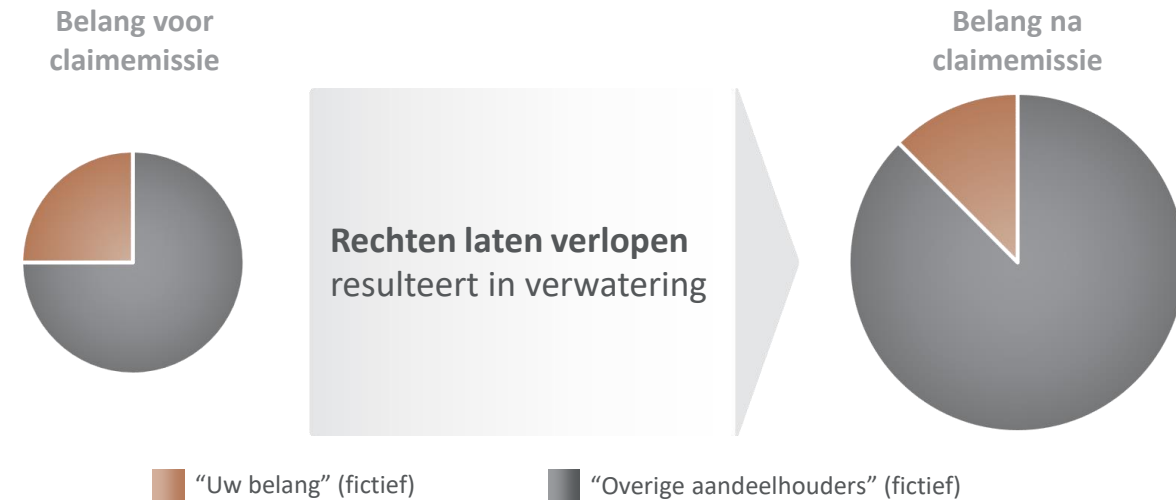 Belang voor
claimemissie
Belang na
claimemissie
Rechten laten verlopen
resulteert in verwatering
“Uw belang” (fictief)
“Overige aandeelhouders” (fictief)